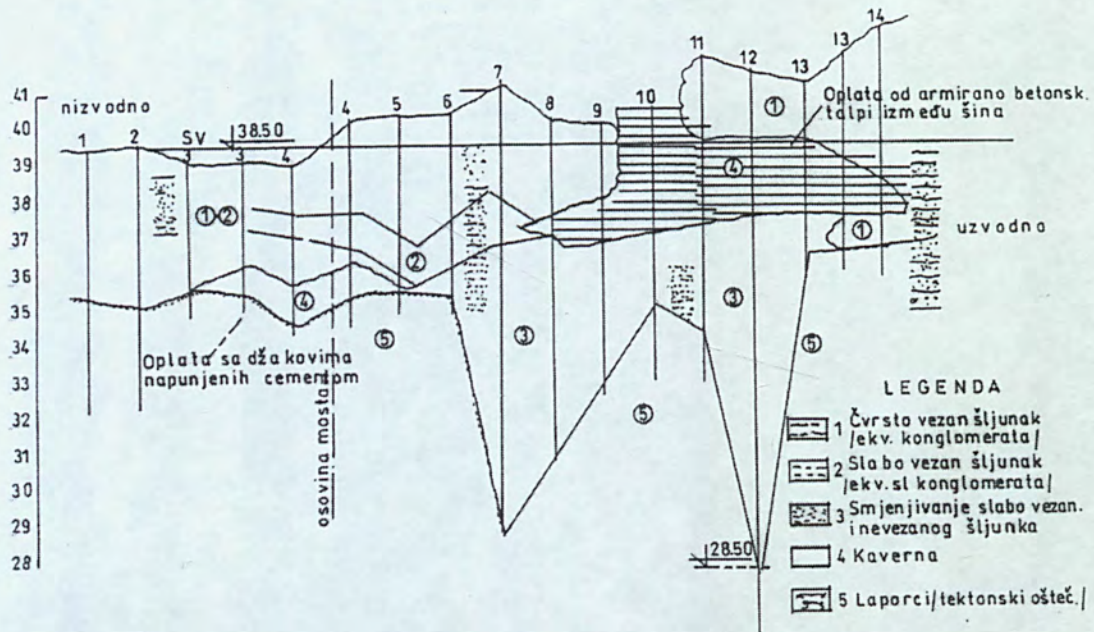 41
40
39
38
37
36
35
34
33
32
31
30
29
28
nizvodno
1 2 3 3 4 4 5 6 7 8 9 10 11 12 13 13 14
SV
38.50
Oplata od armirano betonsk.
talpi između šina
①②
②
④
⑤
③
⑤
④
①
③
①
⑤
uzvodno
Oplata sa džakovima
napunjenih cementom
osovina mosta
28.50
LEGENDA
1 Čvrsto vezan šljunak
/ekv. konglomerata/
2 Slabo vezan šljunak
/ekv. sl konglomerata/
3 Smjenjivanje slabo vezan.
i nevezanog šljunka
4 Kaverna
5 Laporci/tektonski ošteć./